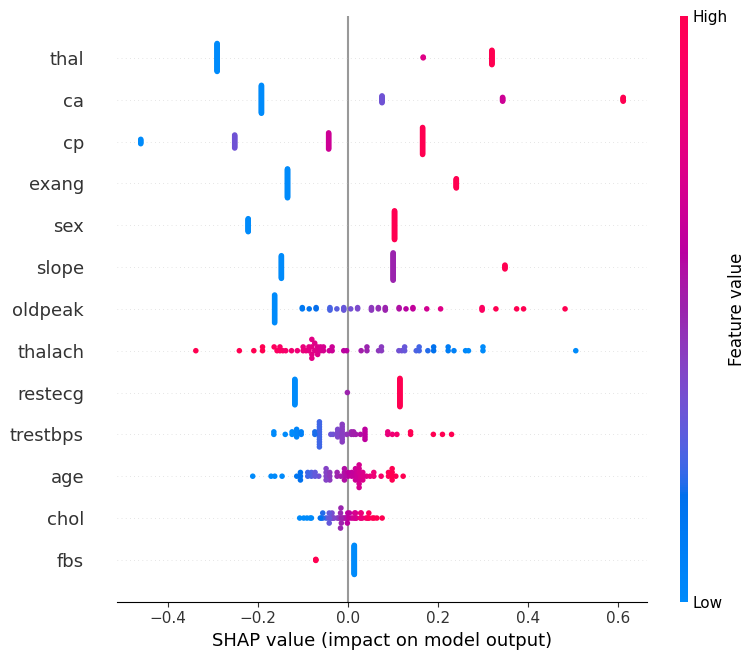 High
thal
ca
cp
exang
sex
slope
oldpeak
thalach
restecg
trestbps
age
chol
fbs
Feature value
Low
−0.4 −0.2 0.0 0.2 0.4 0.6
SHAP value (impact on model output)